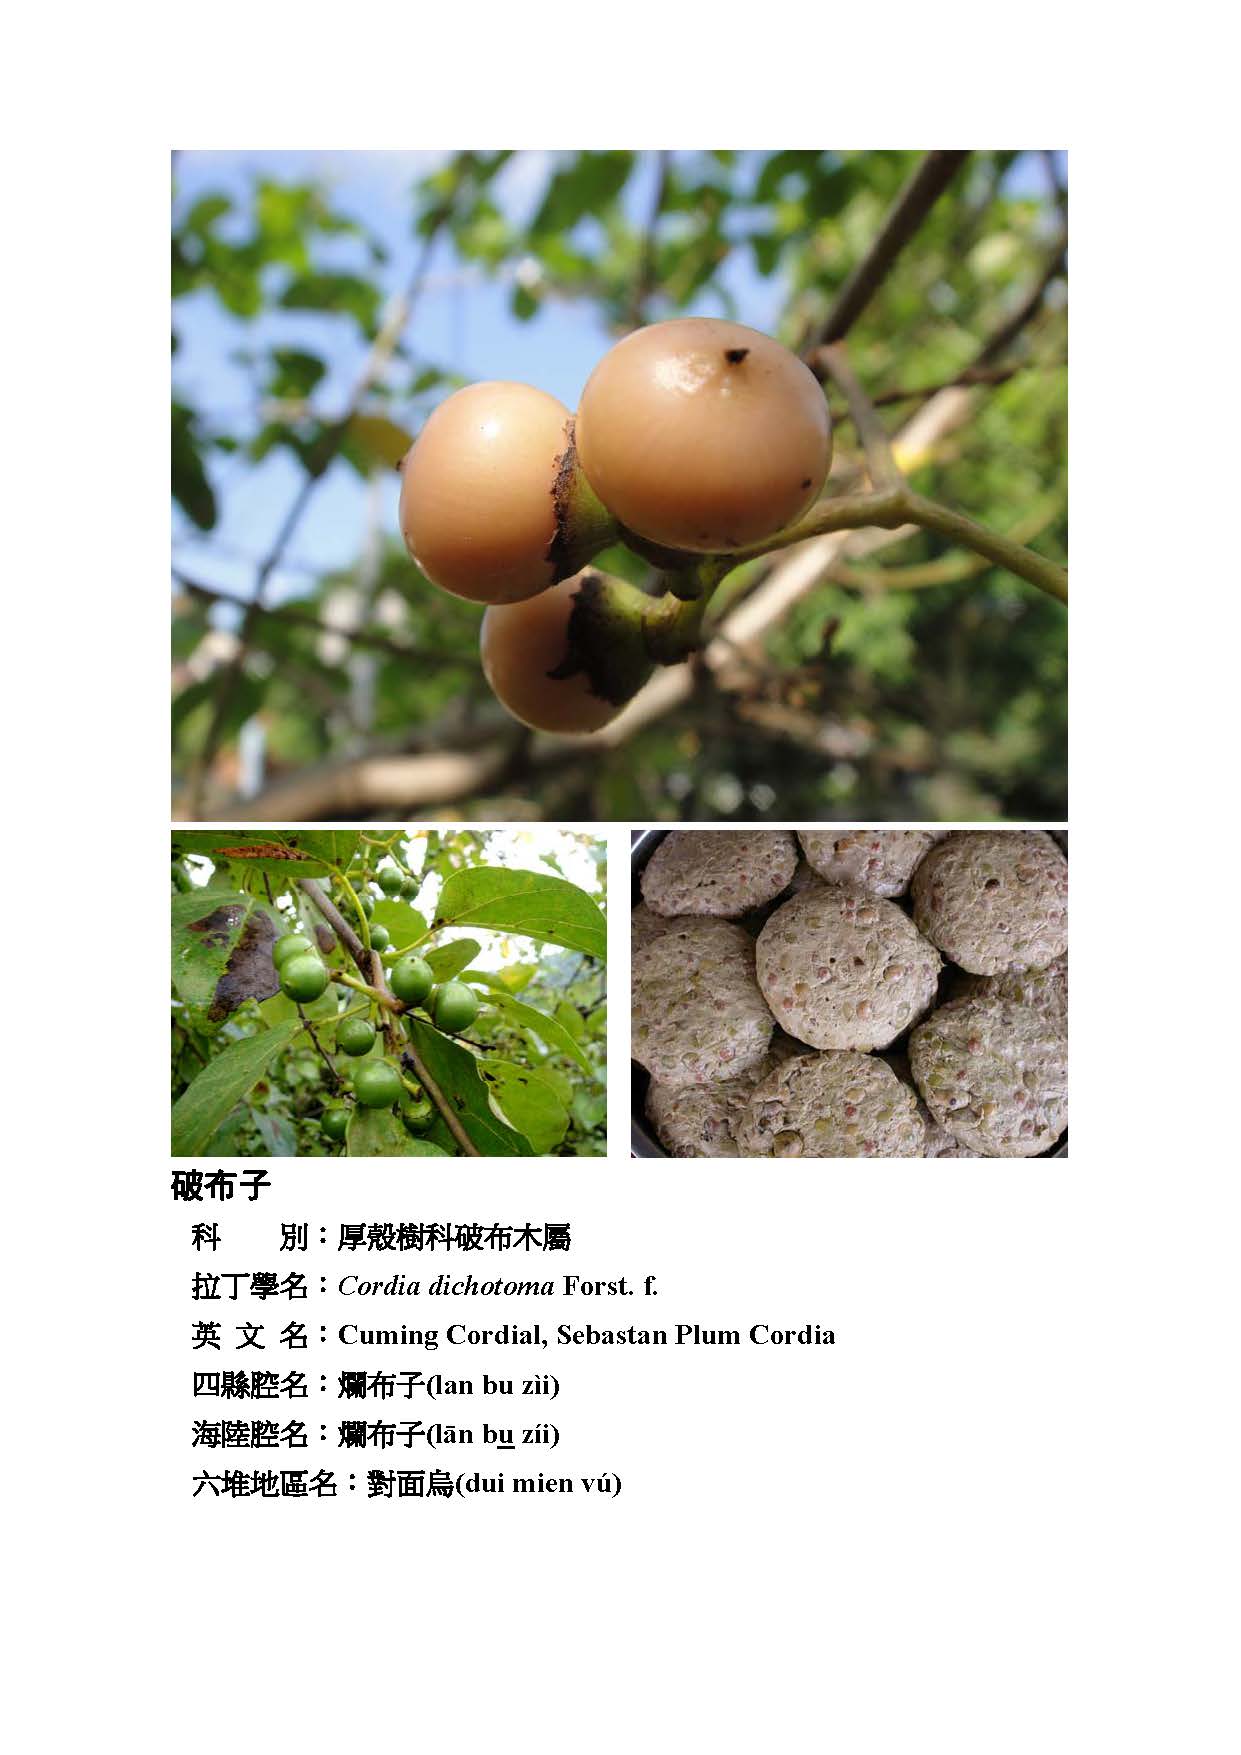 破布子
科　　別：厚殼樹科破布木屬
拉丁學名：Cordia dichotoma Forst. f.
英 文 名：Cuming Cordial, Sebastan Plum Cordia
四縣腔名：爛布子(lan bu zìi)
海陸腔名：爛布子(lān bu zíi)
六堆地區名：對面烏(dui mien vú)